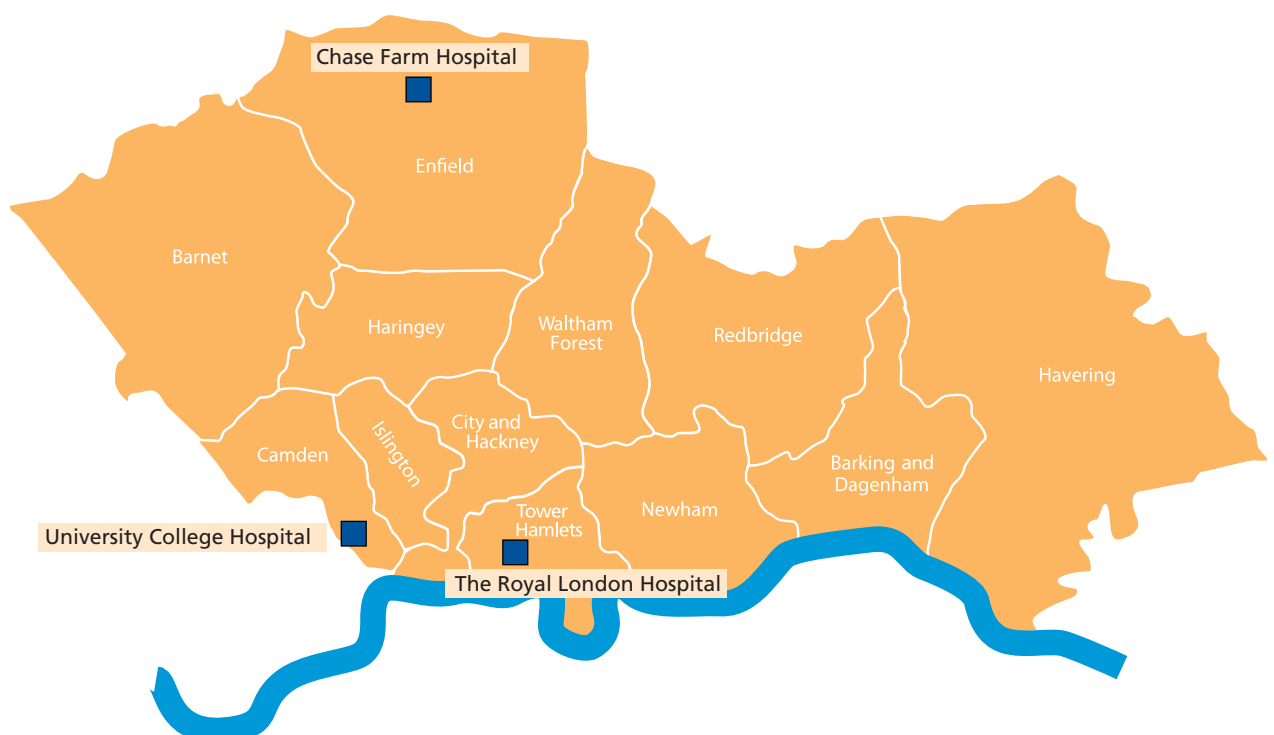 Chase Farm Hospital
Enfield
Barnet
Haringey
Waltham
Forest
Redbridge
Havering
City and
Hackney
Islington
Camden
Barking and
Dagenham
Newham
Tower
Hamlets
University College Hospital
The Royal London Hospital